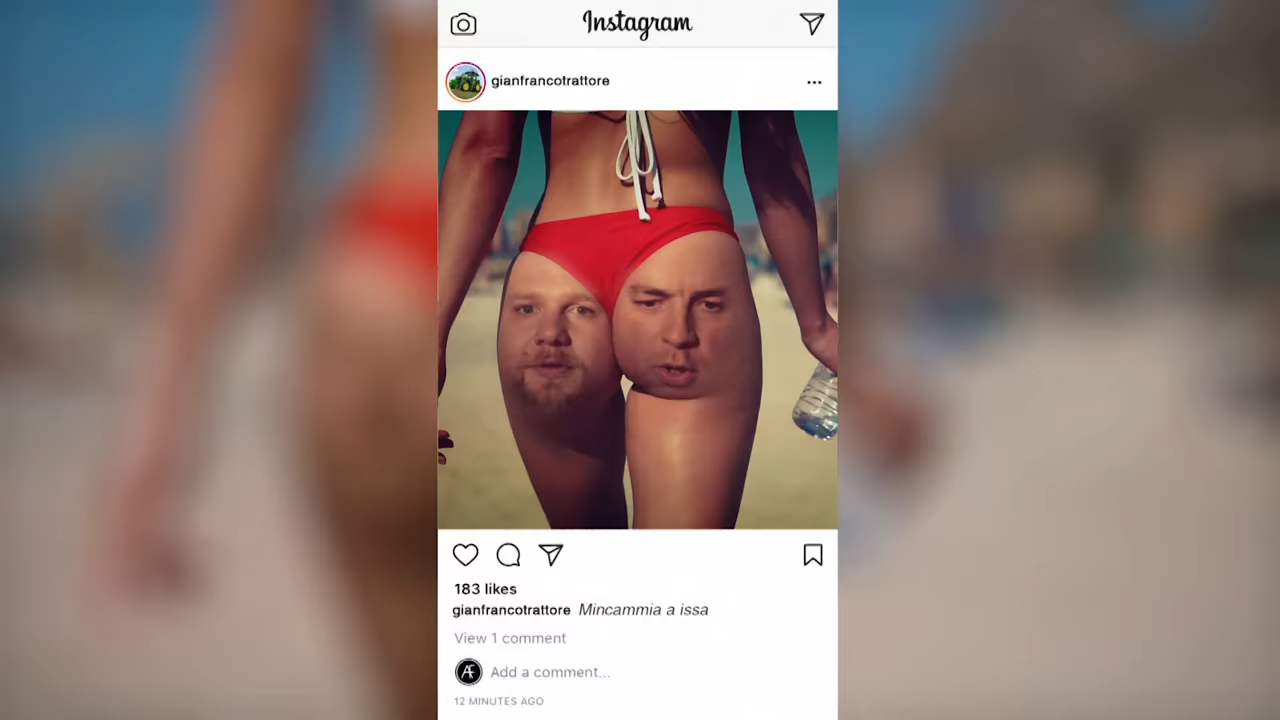 Instagram
gianfrancotrattore
183 likes
gianfrancotrattore Mincammia a issa
View 1 comment
Æ Add a comment...
12 MINUTES AGO